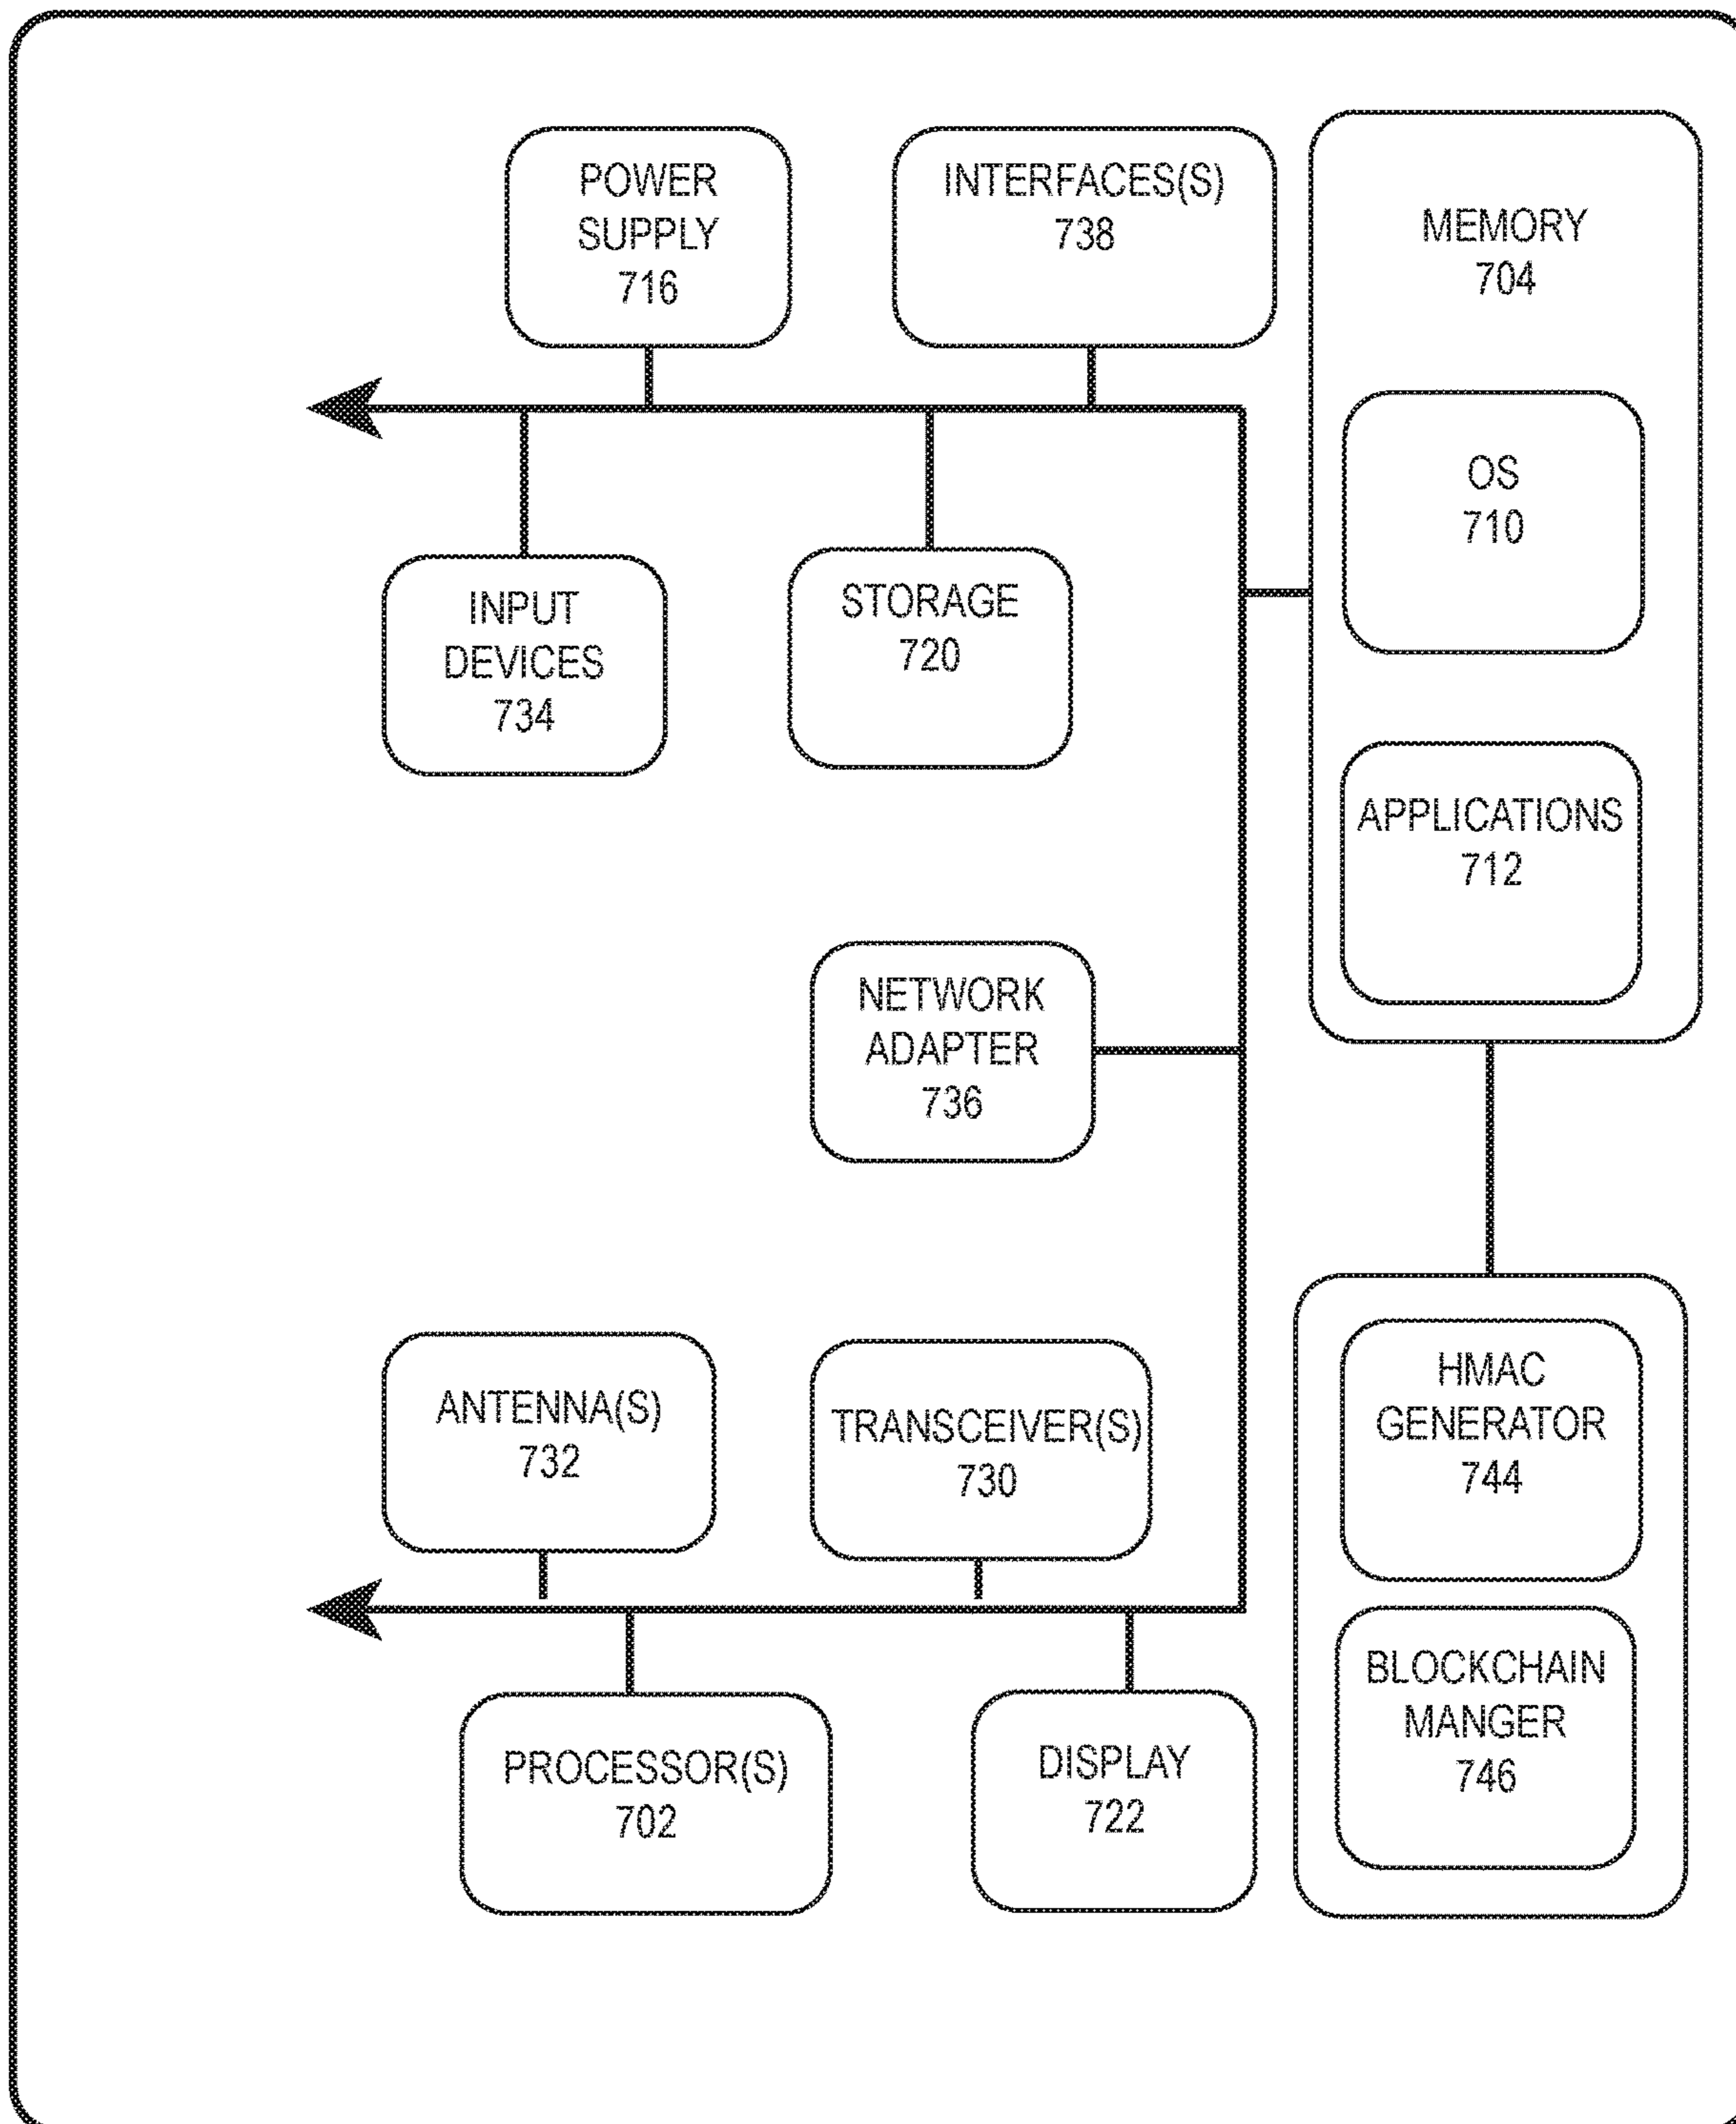 POWER
SUPPLY
716
INTERFACES(S)
738
MEMORY
704
OS
710
INPUT
DEVICES
734
STORAGE
720
APPLICATIONS
712
NETWORK
ADAPTER
736
ANTENNA(S)
732
TRANSCEIVER(S)
730
HMAC
GENERATOR
744
PROCESSOR(S)
702
DISPLAY
722
BLOCKCHAIN
MANGER
746